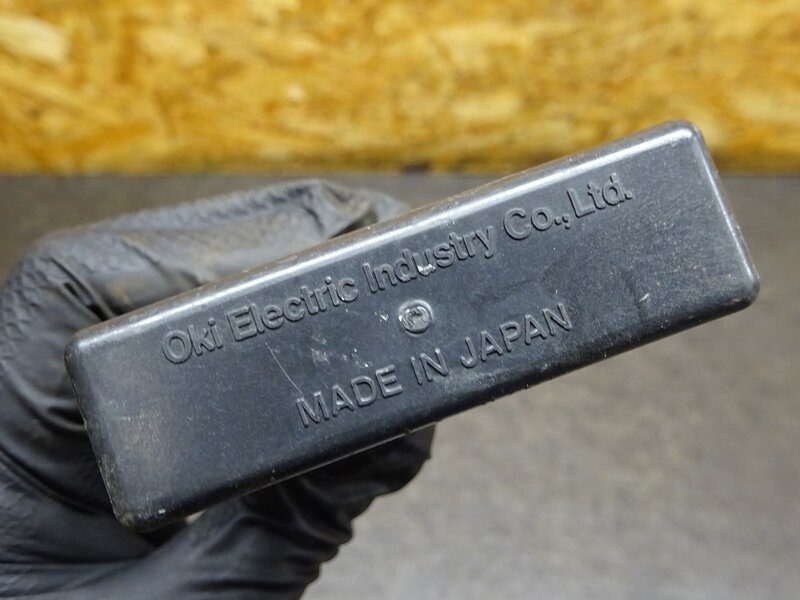 Oki Electric Industry Co., Ltd.
MADE IN JAPAN